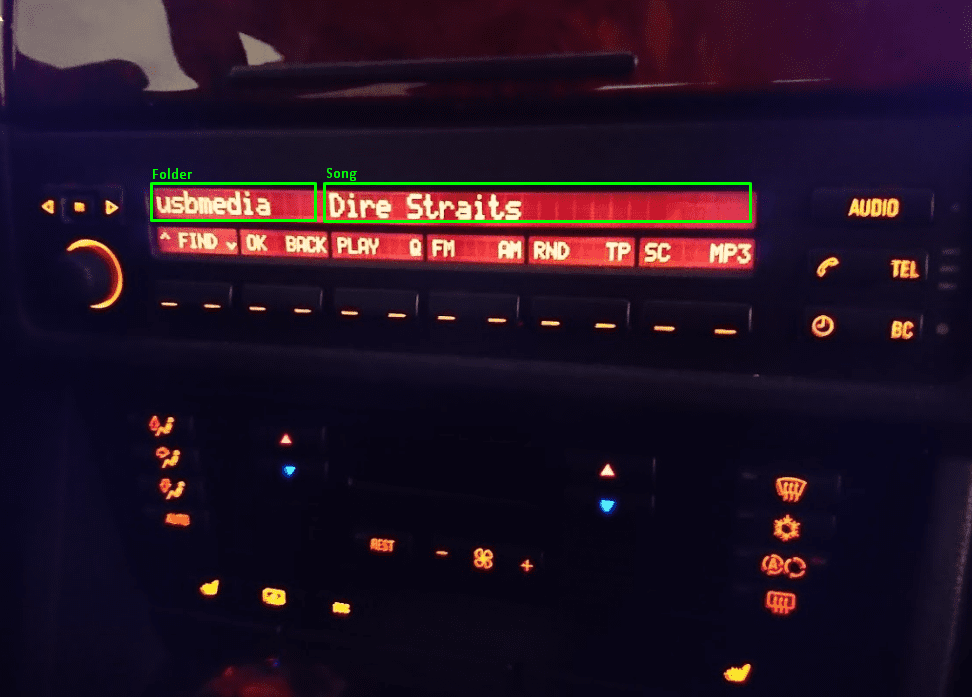 Folder Song
usbmedia Dire Straits
AUDIO
^ FIND ⌄ OK BACK PLAY Q FM AM RND TP SC MP3
TEL
BC
AUTO
REST
A